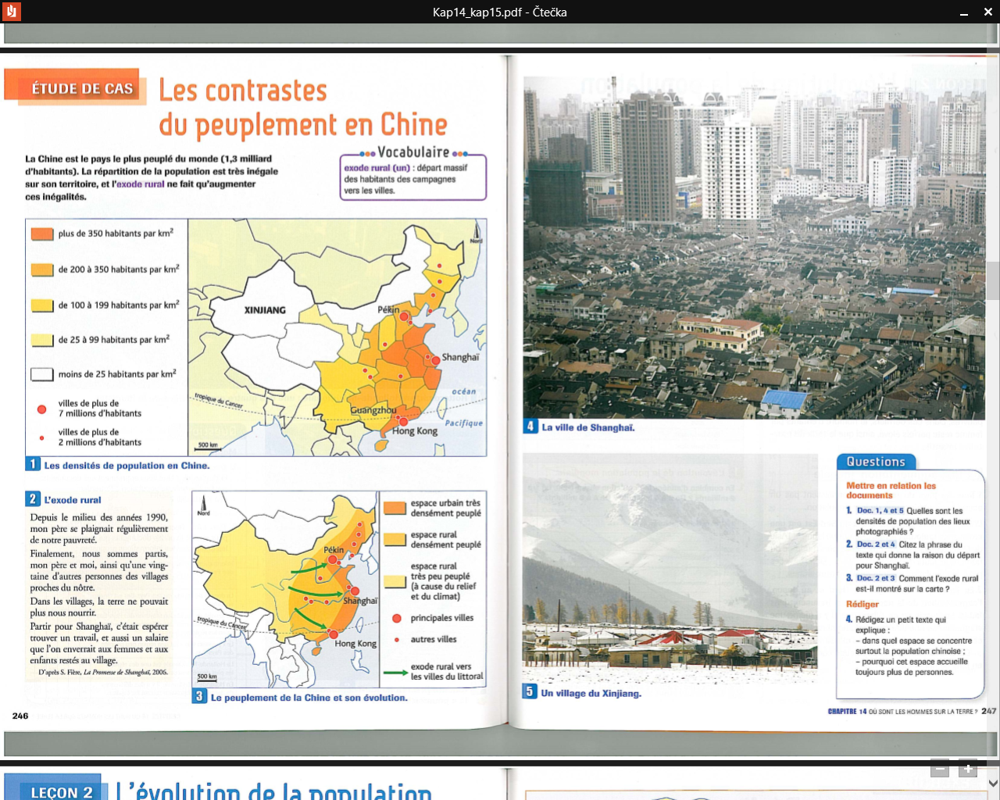 Kap14_kap15.pdf - Čtečka
ÉTUDE DE CAS
Les contrastes
du peuplement en Chine
La Chine est le pays le plus peuplé du monde (1,3 milliard
d'habitants). La répartition de la population est très inégale
sur son territoire, et l'exode rural ne fait qu'augmenter
ces inégalités.
Vocabulaire
exode rural (un) : départ massif
des habitants des campagnes
vers les villes.
plus de 350 habitants par km²
de 200 à 350 habitants par km²
de 100 à 199 habitants par km²
de 25 à 99 habitants par km²
moins de 25 habitants par km²
villes de plus de
7 millions d'habitants
villes de plus de
2 millions d'habitants
Nord
XINJIANG
Pékin
Shanghaï
océan
tropique du Cancer
Guangzhou
Pacifique
Hong Kong
500 km
1 Les densités de population en Chine.
2 L'exode rural
Depuis le milieu des années 1990,
mon père se plaignait régulièrement
de notre pauvreté.
Finalement, nous sommes partis,
mon père et moi, ainsi qu'une ving-
taine d'autres personnes des villages
proches du nôtre.
Dans les villages, la terre ne pouvait
plus nous nourrir.
Partir pour Shanghaï, c'était espérer
trouver un travail, et aussi un salaire
que l'on enverrait aux femmes et aux
enfants restés au village.
D'après S. Fière, La Promesse de Shanghaï, 2006.
Nord
Pékin
Shanghaï
tropique du Cancer
Hong Kong
500 km
espace urbain très
densément peuplé
espace rural
densément peuplé
espace rural
très peu peuplé
(à cause du relief
et du climat)
principales villes
autres villes
exode rural vers
les villes du littoral
3 Le peuplement de la Chine et son évolution.
246
4 La ville de Shanghaï.
5 Un village du Xinjiang.
Questions
Mettre en relation les
documents
1. Doc. 1, 4 et 5 Quelles sont les
densités de population des lieux
photographiés ?
2. Doc. 2 et 4 Citez la phrase du
texte qui donne la raison du départ
pour Shanghaï.
3. Doc. 2 et 3 Comment l'exode rural
est-il montré sur la carte ?
Rédiger
4. Rédigez un petit texte qui
explique :
– dans quel espace se concentre
surtout la population chinoise ;
– pourquoi cet espace accueille
toujours plus de personnes.
CHAPITRE 14 OÙ SONT LES HOMMES SUR LA TERRE ? 247
LEÇON 2
L'évolution de la population